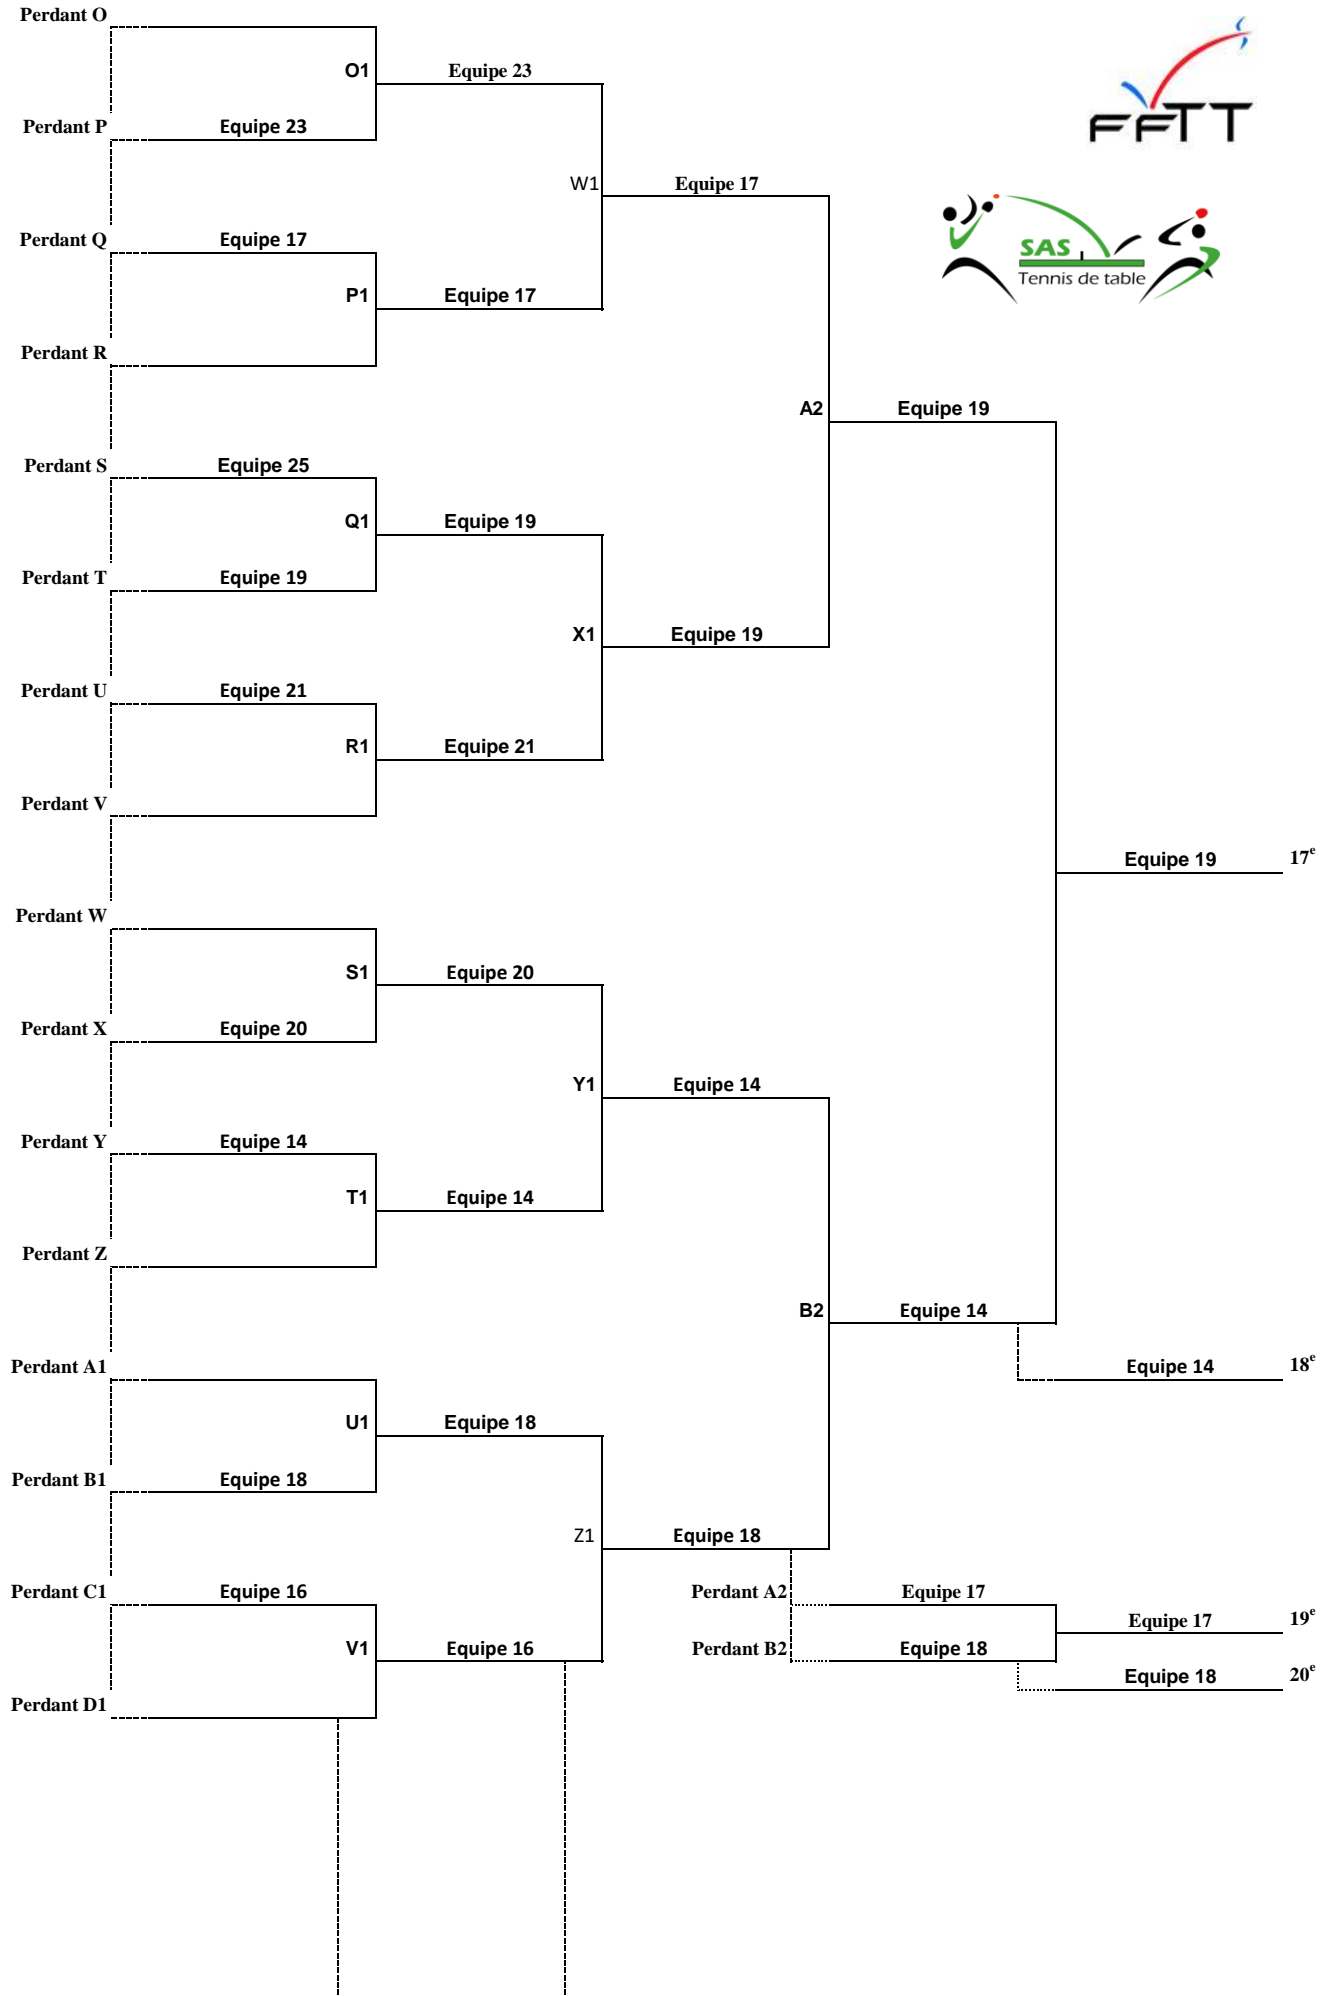 Perdant O
O1 Equipe 23
Perdant P Equipe 23
FFTT
W1 Equipe 17
Perdant Q Equipe 17
SAS
Tennis de table
P1 Equipe 17
Perdant R
A2 Equipe 19
Perdant S Equipe 25
Q1 Equipe 19
Perdant T Equipe 19
X1 Equipe 19
Perdant U Equipe 21
R1 Equipe 21
Perdant V
Equipe 19 17e
Perdant W
S1 Equipe 20
Perdant X Equipe 20
Y1 Equipe 14
Perdant Y Equipe 14
T1 Equipe 14
Perdant Z
B2 Equipe 14
Perdant A1
Equipe 14 18e
U1 Equipe 18
Perdant B1 Equipe 18
Z1 Equipe 18
Perdant C1 Equipe 16
Perdant A2 Equipe 17
Equipe 17 19e
V1 Equipe 16
Perdant B2 Equipe 18
Equipe 18 20e
Perdant D1